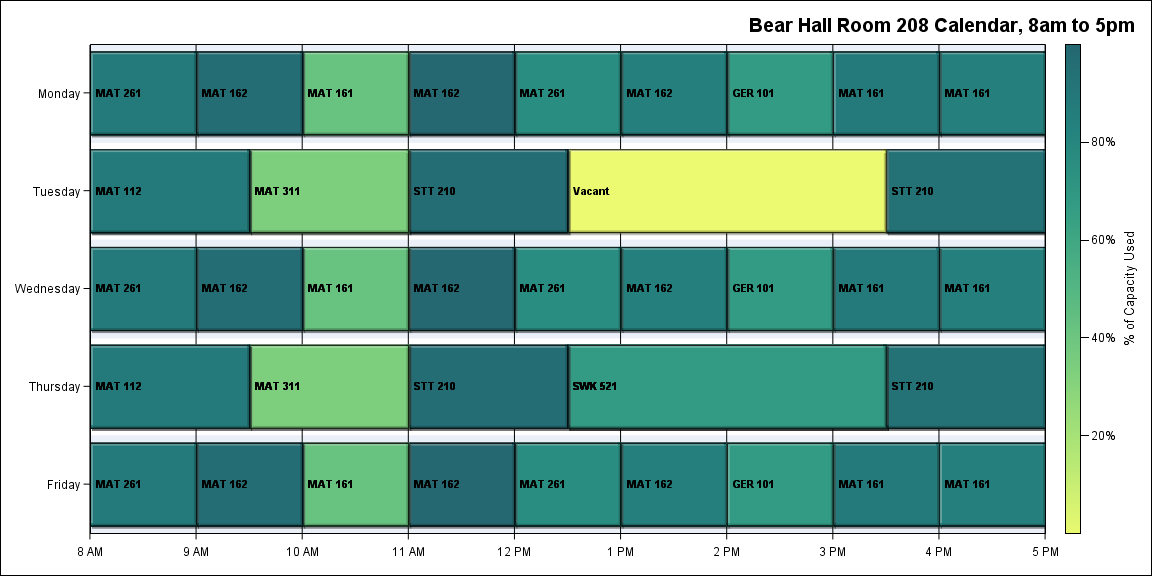 Bear Hall Room 208 Calendar, 8am to 5pm
Monday
MAT 261 MAT 162 MAT 161 MAT 162 MAT 261 MAT 162 GER 101 MAT 161 MAT 161
Tuesday
MAT 112 MAT 311 STT 210 Vacant STT 210
Wednesday
MAT 261 MAT 162 MAT 161 MAT 162 MAT 261 MAT 162 GER 101 MAT 161 MAT 161
Thursday
MAT 112 MAT 311 STT 210 SWK 521 STT 210
Friday
MAT 261 MAT 162 MAT 161 MAT 162 MAT 261 MAT 162 GER 101 MAT 161 MAT 161
8 AM 9 AM 10 AM 11 AM 12 PM 1 PM 2 PM 3 PM 4 PM 5 PM
80%
60%
40%
20%
% of Capacity Used